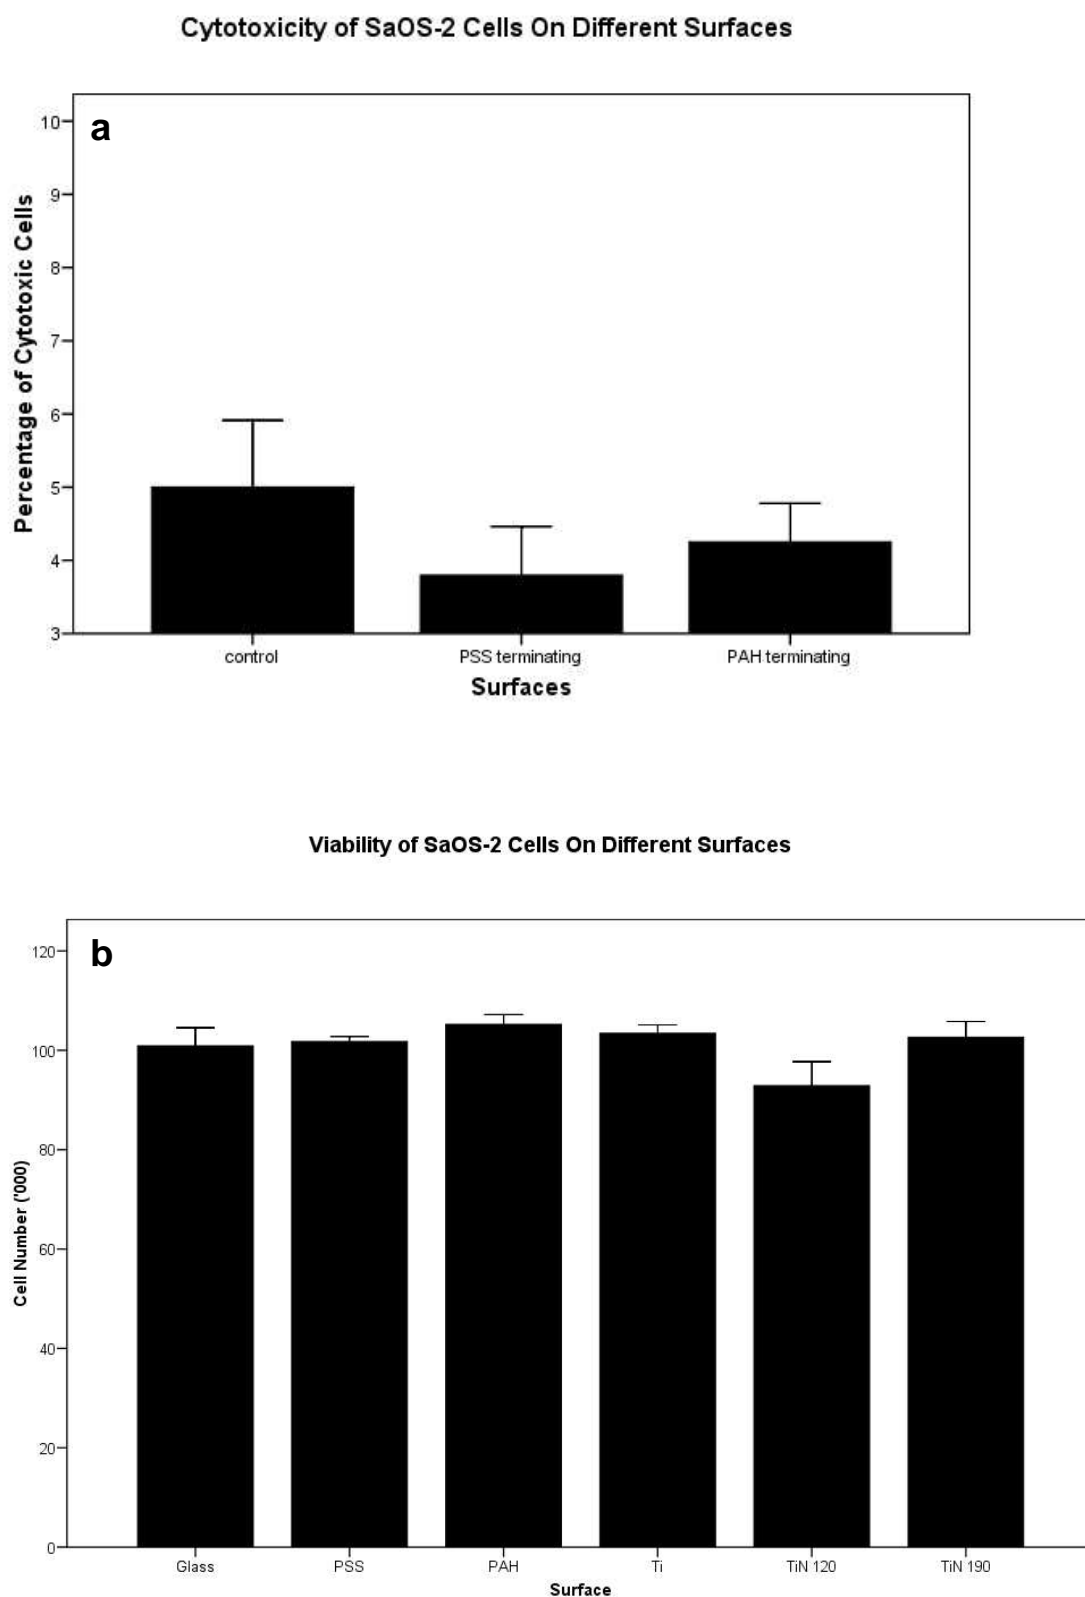 Cytotoxicity of SaOS-2 Cells On Different Surfaces
a
10
9
8
7
6
5
4
3
Percentage of Cytotoxic Cells
control PSS terminating PAH terminating
Surfaces
Viability of SaOS-2 Cells On Different Surfaces
b
120
100
80
60
40
20
0
Cell Number ('000)
Glass PSS PAH Ti TiN 120 TiN 190
Surface